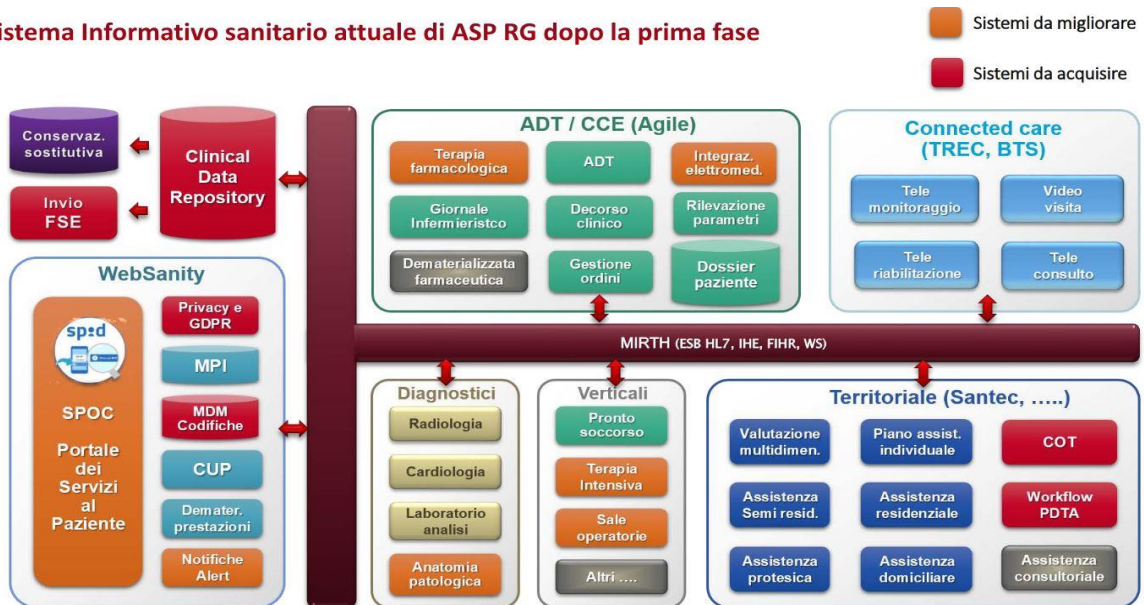 istema Informativo sanitario attuale di ASP RG dopo la prima fase
Sistemi da migliorare
Sistemi da acquisire
Conservaz.
sostitutiva
Invio
FSE
Clinical
Data
Repository
ADT / CCE (Agile)
Terapia
farmacologica
ADT
Integraz.
elettromed.
Giornale
Infermieristco
Decorso
clinico
Rilevazione
parametri
Dematerializzata
farmaceutica
Gestione
ordini
Dossier
paziente
Connected care
(TREC, BTS)
Tele
monitoraggio
Video
visita
Tele
riabilitazione
Tele
consulto
WebSanity
spid
SPOC
Portale
dei
Servizi
al
Paziente
Privacy e
GDPR
MPI
MDM
Codifiche
CUP
Demater.
prestazioni
Notifiche
Alert
MIRTH (ESB HL7, IHE, FIHR, WS)
Diagnostici
Radiologia
Cardiologia
Laboratorio
analisi
Anatomia
patologica
Verticali
Pronto
soccorso
Terapia
Intensiva
Sale
operatorie
Altri ....
Territoriale (Santec, .....)
Valutazione
multidimen.
Piano assist.
individuale
COT
Assistenza
Semi resid.
Assistenza
residenziale
Workflow
PDTA
Assistenza
protesica
Assistenza
domiciliare
Assistenza
consultoriale